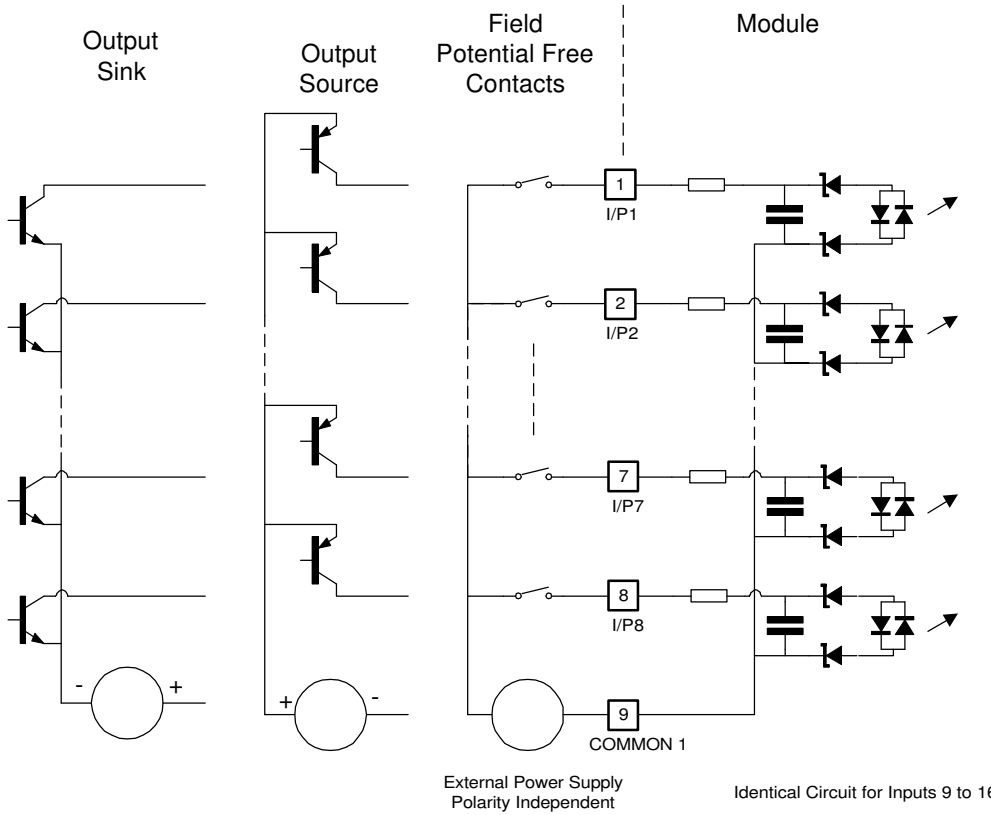 Output
Sink
Output
Source
Field
Potential Free
Contacts
Module
1
I/P1
2
I/P2
7
I/P7
8
I/P8
- +
+ -
9
COMMON 1
External Power Supply
Polarity Independent
Identical Circuit for Inputs 9 to 16